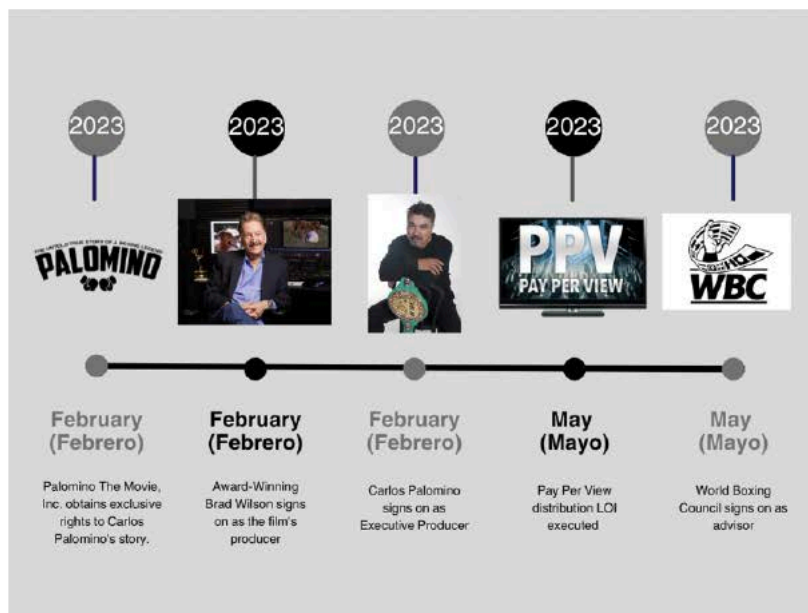 2023
2023
2023
2023
2023
THE UNTOLD TRUE STORY OF A BOXING LEGEND
PALOMINO
PPV
PAY PER VIEW
WBC
February
(Febrero)
February
(Febrero)
February
(Febrero)
May
(Mayo)
May
(Mayo)
Palomino The Movie,
Inc. obtains exclusive
rights to Carlos
Palomino's story.
Award-Winning
Brad Wilson signs
on as the film's
producer
Carlos Palomino
signs on as
Executive Producer
Pay Per View
distribution LOI
executed
World Boxing
Council signs on as
advisor